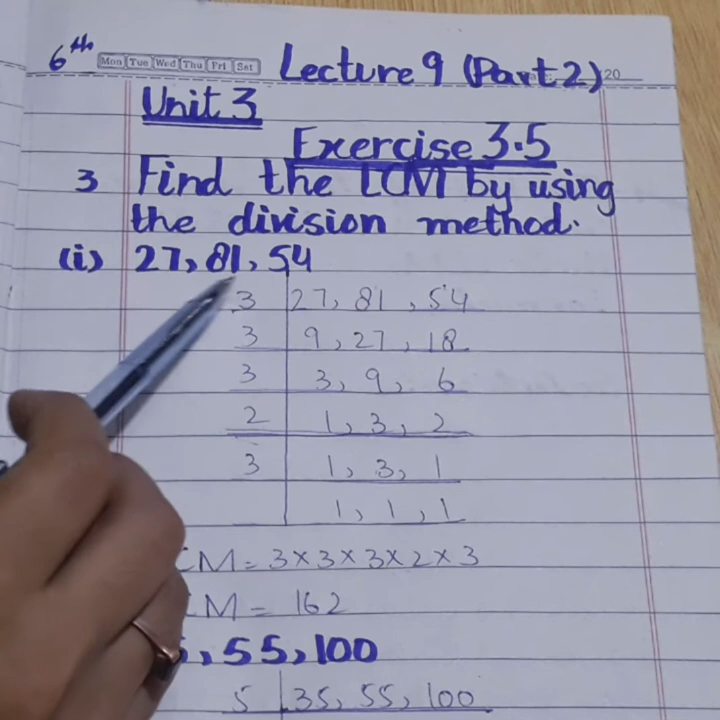 6th Mon Tue Wed Thu Fri Sat Lecture 9 (Part 2) 20
Unit 3
Exercise 3.5
3 Find the LCM by using
the division method.
(i) 27, 81, 54
3 27, 81, 54
3 9, 27, 18
3 3, 9, 6
2 1, 3, 2
3 1, 3, 1
1, 1, 1
CM = 3×3×3×2×3
CM = 162
5, 55, 100
5 35, 55, 100